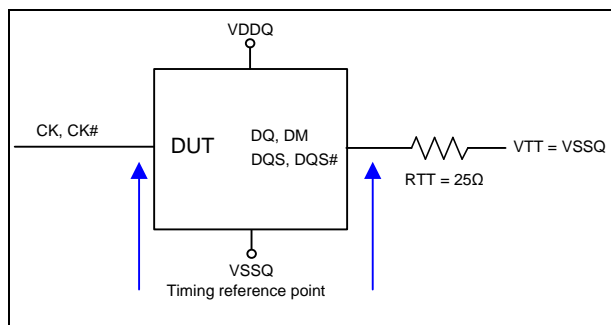 VDDQ
CK, CK#
DUT
DQ, DM
DQS, DQS#
VTT = VSSQ
RTT = 25Ω
VSSQ
Timing reference point